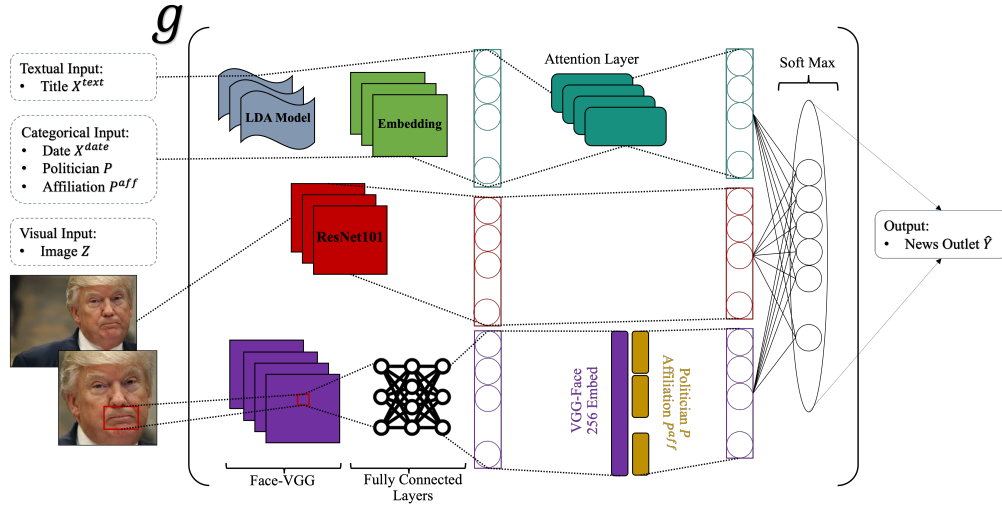 g
Textual Input:
• Title X^text
Categorical Input:
• Date X^date
• Politician P
• Affiliation P^aff
Visual Input:
• Image Z
LDA Model
Embedding
Attention Layer
Soft Max
ResNet101
Output:
• News Outlet Ŷ
VGG-Face
256 Embed
Politician P
Affiliation P^aff
Face-VGG
Fully Connected
Layers